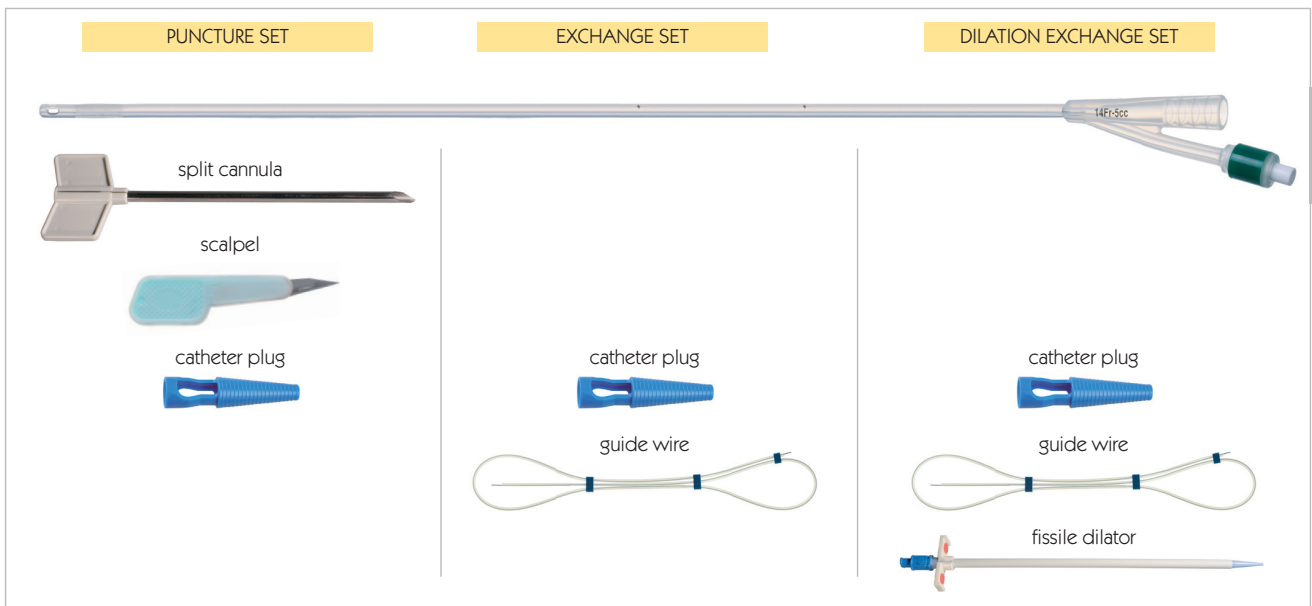 PUNCTURE SET
EXCHANGE SET
DILATION EXCHANGE SET
14Fr-5cc
split cannula
scalpel
catheter plug
catheter plug
catheter plug
guide wire
guide wire
fissile dilator